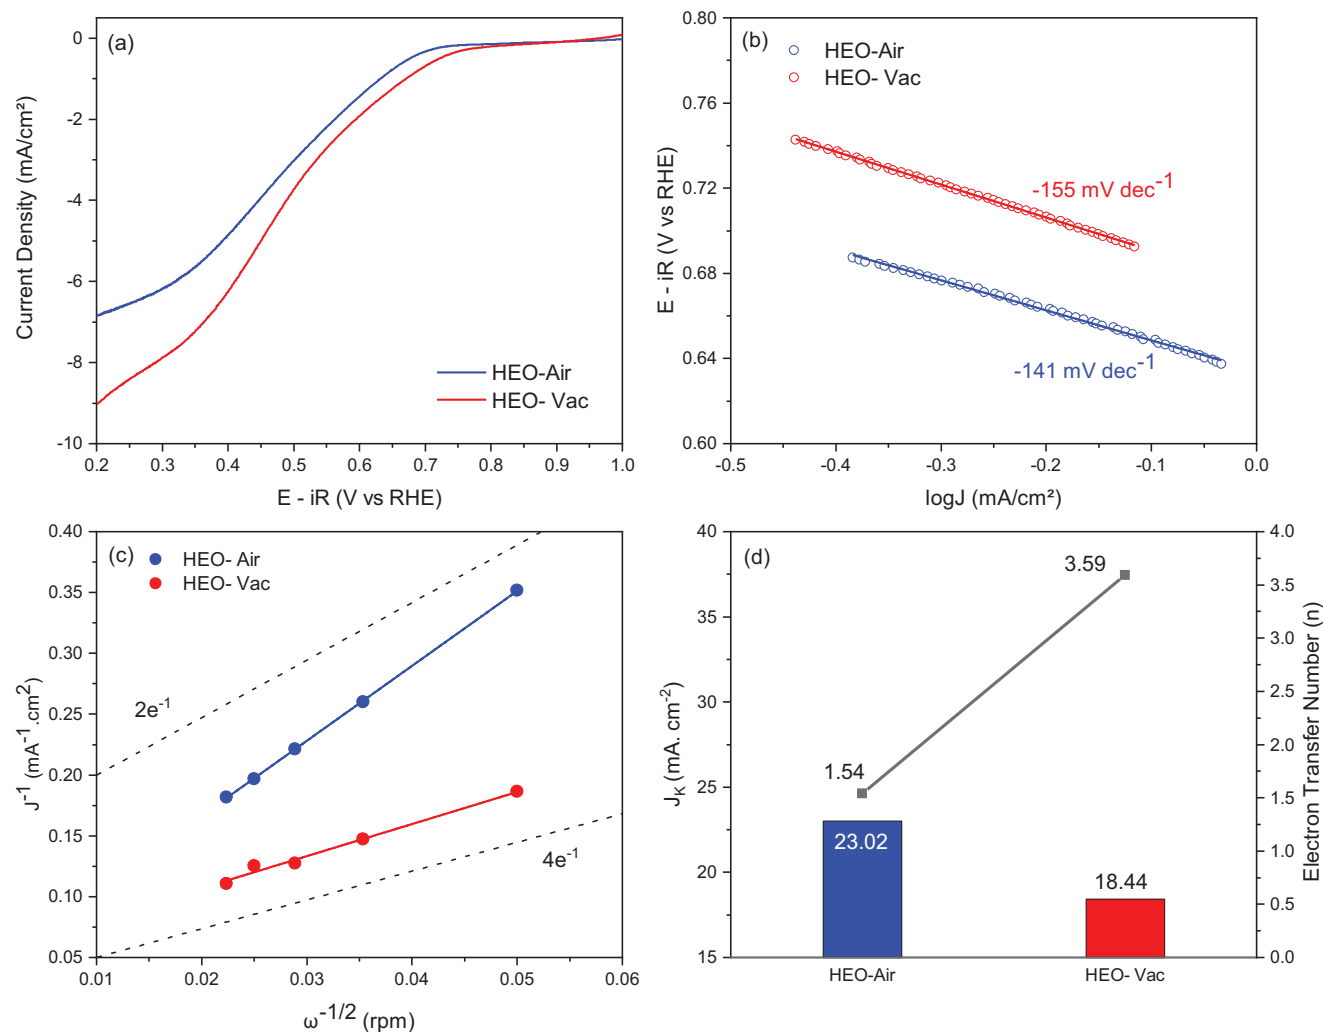 (a)
0
-2
-4
-6
-8
-10
Current Density (mA/cm²)
HEO-Air
HEO- Vac
0.2 0.3 0.4 0.5 0.6 0.7 0.8 0.9 1.0
E - iR (V vs RHE)
(b)
HEO-Air
HEO- Vac
0.80
0.76
0.72
0.68
0.64
0.60
E - iR (V vs RHE)
-155 mV dec⁻¹
-141 mV dec⁻¹
-0.5 -0.4 -0.3 -0.2 -0.1 0.0
logJ (mA/cm²)
(c)
HEO- Air
HEO- Vac
0.40
0.35
0.30
0.25
0.20
0.15
0.10
0.05
J⁻¹ (mA⁻¹.cm²)
2e⁻¹
4e⁻¹
0.01 0.02 0.03 0.04 0.05 0.06
ω⁻¹/² (rpm)
(d)
40
35
30
25
20
15
J_K (mA. cm⁻²)
3.59
1.54
23.02
18.44
HEO-Air HEO- Vac
4.0
3.5
3.0
2.5
2.0
1.5
1.0
0.5
0.0
Electron Transfer Number (n)